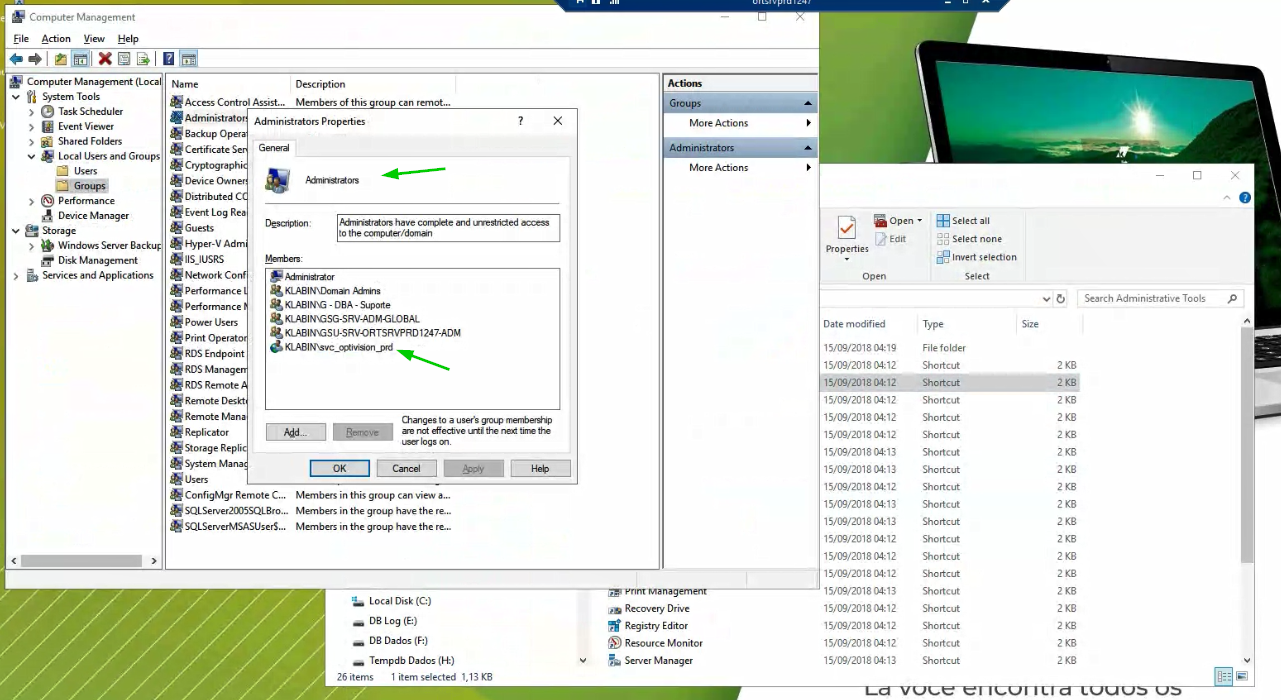 ortsrvprd1247
Computer Management
File Action View Help
Computer Management (Local
System Tools
Task Scheduler
Event Viewer
Shared Folders
Local Users and Groups
Users
Groups
Performance
Device Manager
Storage
Windows Server Backup
Disk Management
Services and Applications
Name Description
Access Control Assist... Members of this group can remot...
Administrators
Backup Operat
Certificate Serv
Cryptographic
Device Owners
Distributed CO
Event Log Rea
Guests
Hyper-V Admi
IIS_IUSRS
Network Confi
Performance L
Performance M
Power Users
Print Operator
RDS Endpoint
RDS Managem
RDS Remote A
Remote Deskto
Remote Mana
Replicator
Storage Replic
System Manag
Users
ConfigMgr Remote C... Members in this group can view a...
SQLServer2005SQLBro... Members in the group have the re...
SQLServerMSASUser$... Members in the group have the re...
Administrators Properties ?
General
Administrators
Description:
Administrators have complete and unrestricted access
to the computer/domain
Members:
Administrator
KLABIN\Domain Admins
KLABIN\G - DBA - Suporte
KLABIN\GSG-SRV-ADM-GLOBAL
KLABIN\GSU-SRV-ORTSRVPRD1247-ADM
KLABIN\svc_optivision_prd
Add... Remove
Changes to a user's group membership
are not effective until the next time the
user logs on.
OK Cancel Apply Help
Actions
Groups
More Actions
Administrators
More Actions
Properties
Open
Edit
Open
Select all
Select none
Invert selection
Select
Search Administrative Tools
Date modified Type Size
15/09/2018 04:19 File folder
15/09/2018 04:12 Shortcut 2 KB
15/09/2018 04:12 Shortcut 2 KB
15/09/2018 04:12 Shortcut 2 KB
15/09/2018 04:12 Shortcut 2 KB
15/09/2018 04:12 Shortcut 2 KB
15/09/2018 04:13 Shortcut 2 KB
15/09/2018 04:13 Shortcut 2 KB
15/09/2018 04:12 Shortcut 2 KB
15/09/2018 04:13 Shortcut 2 KB
15/09/2018 04:13 Shortcut 2 KB
15/09/2018 04:13 Shortcut 2 KB
15/09/2018 04:12 Shortcut 2 KB
15/09/2018 04:12 Shortcut 2 KB
Print Management 15/09/2018 04:13 Shortcut 2 KB
Recovery Drive 15/09/2018 04:12 Shortcut 2 KB
Registry Editor 15/09/2018 04:12 Shortcut 2 KB
Resource Monitor 15/09/2018 04:12 Shortcut 2 KB
Server Manager 15/09/2018 04:13 Shortcut 2 KB
Local Disk (C:)
DB Log (E:)
DB Dados (F:)
Tempdb Dados (H:)
26 items 1 item selected 1,13 KB
Lá você encontra todos os